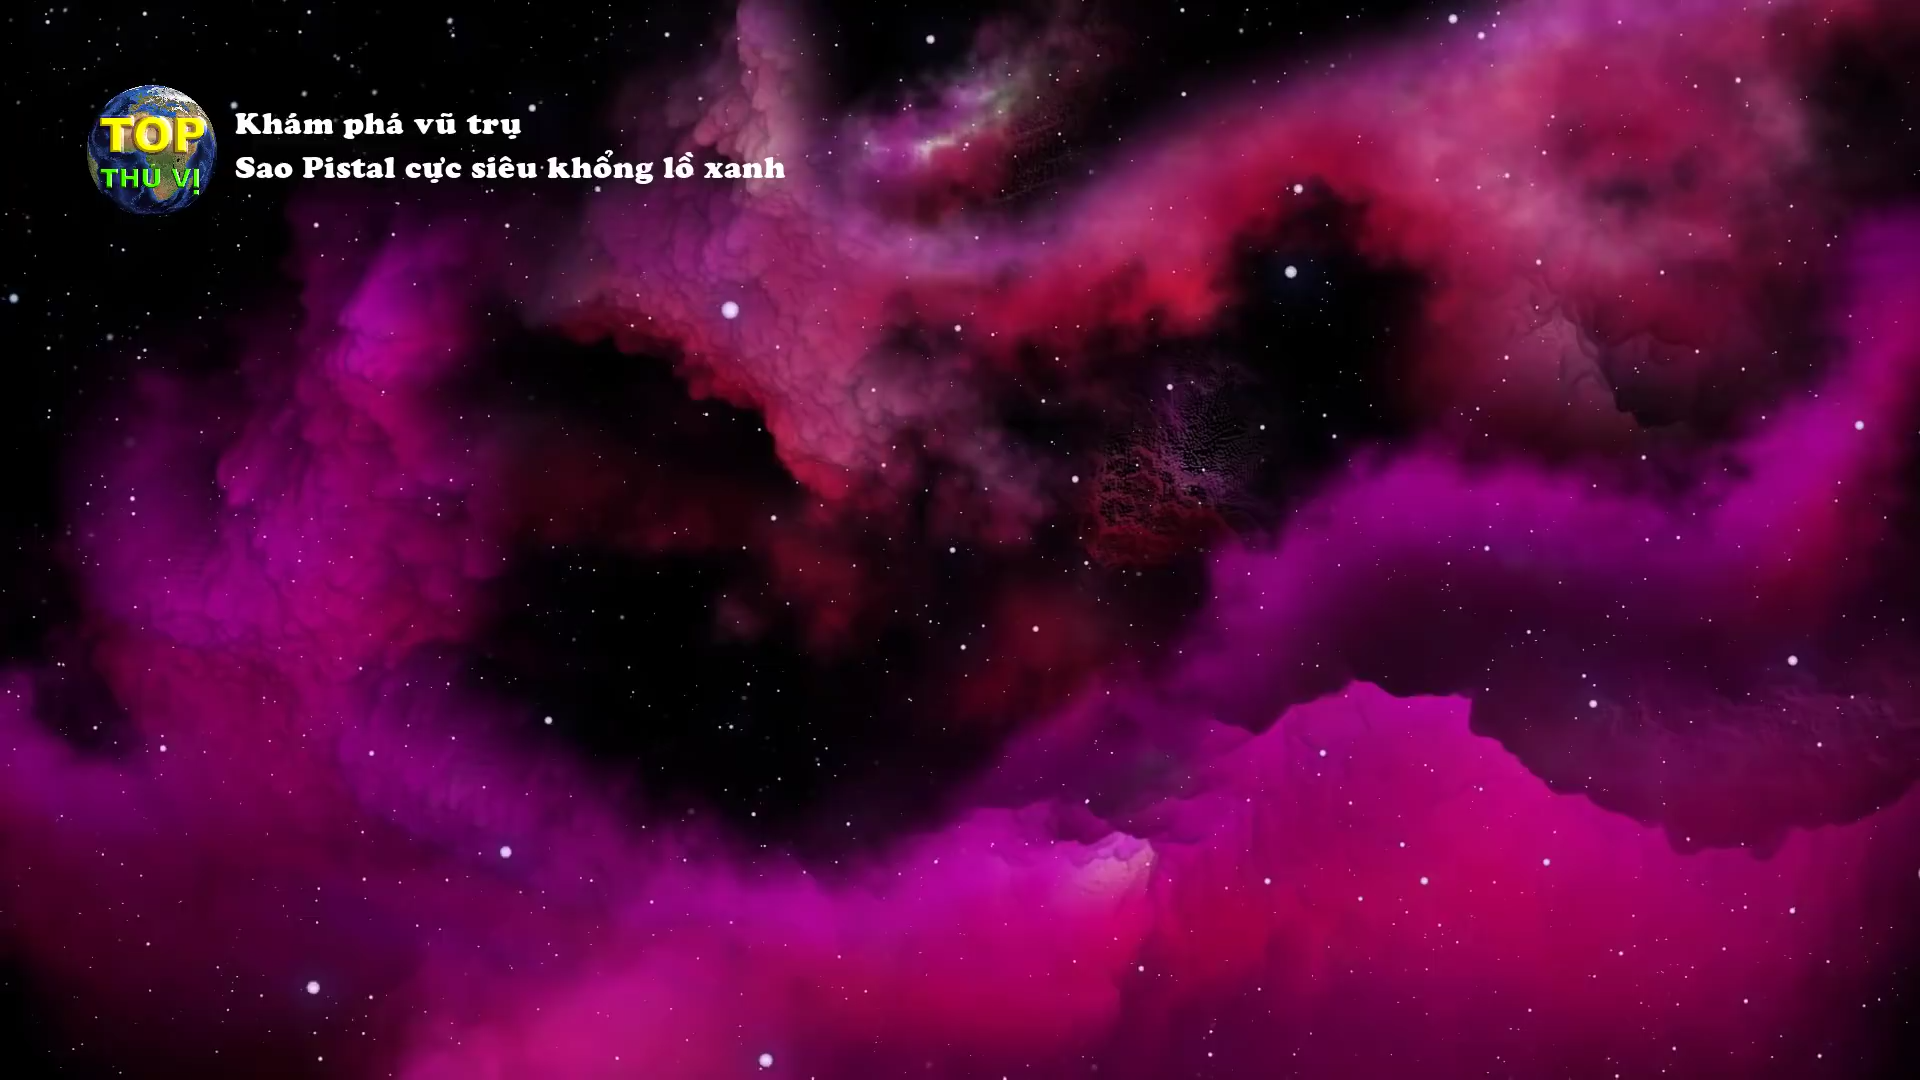 TOP
THÚ VỊ
Khám phá vũ trụ
Sao Pistal cực siêu khổng lồ xanh